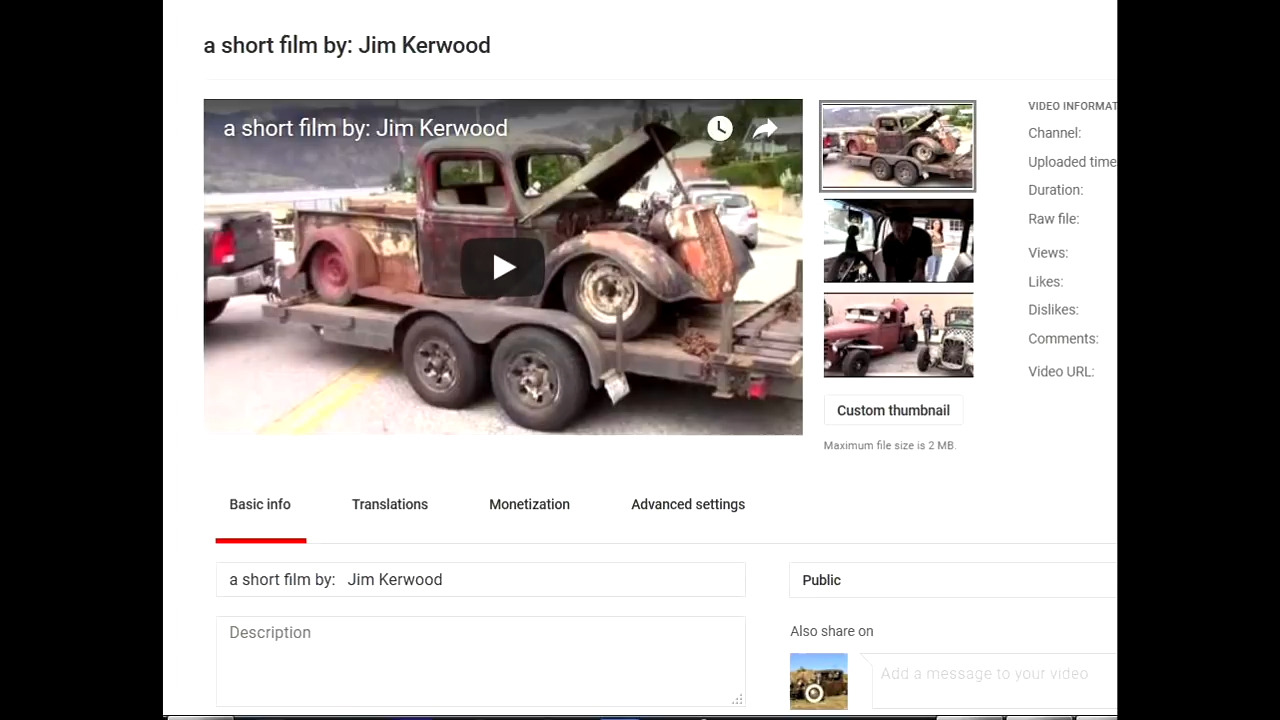 a short film by: Jim Kerwood
a short film by: Jim Kerwood
VIDEO INFORMAT
Channel:
Uploaded time
Duration:
Raw file:
Views:
Likes:
Dislikes:
Comments:
Video URL:
Custom thumbnail
Maximum file size is 2 MB.
Basic info
Translations
Monetization
Advanced settings
a short film by: Jim Kerwood
Public
Description
Also share on
Add a message to your video